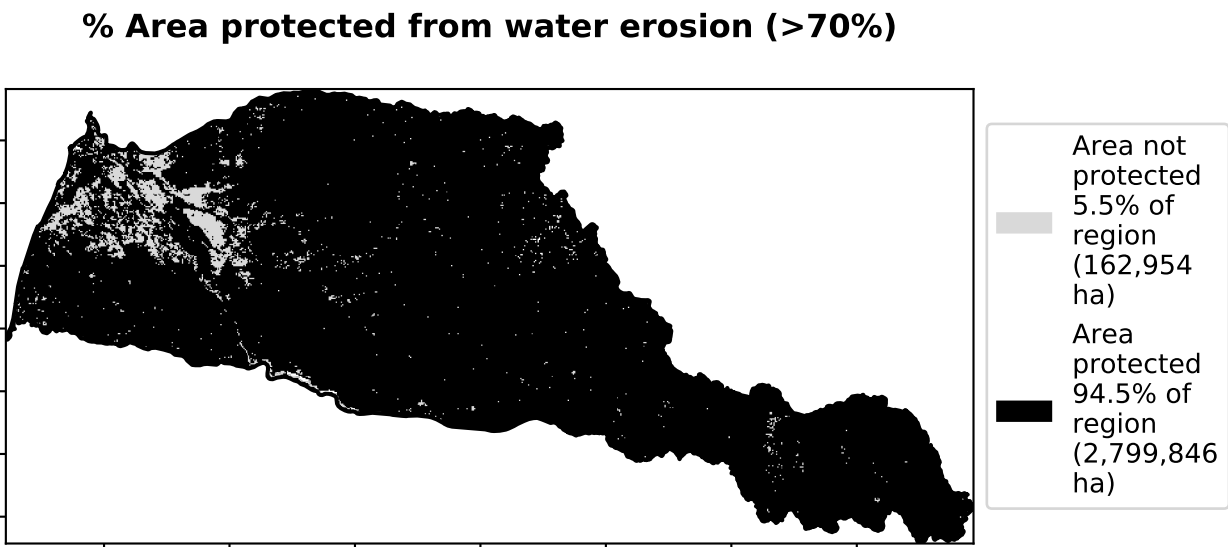 % Area protected from water erosion (>70%)
Area not
protected
5.5% of
region
(162,954
ha)
Area
protected
94.5% of
region
(2,799,846
ha)